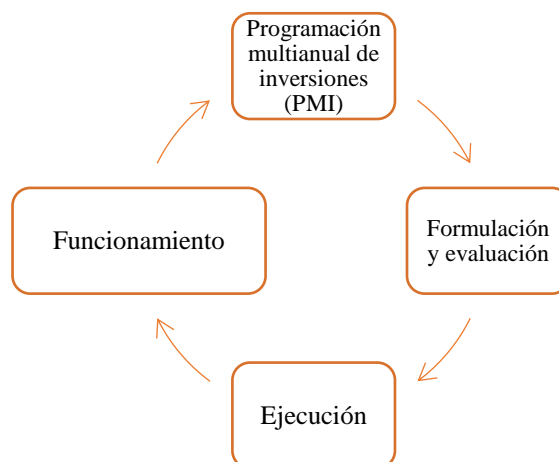 Programación
multianual de
inversiones
(PMI)
Formulación
y evaluación
Ejecución
Funcionamiento